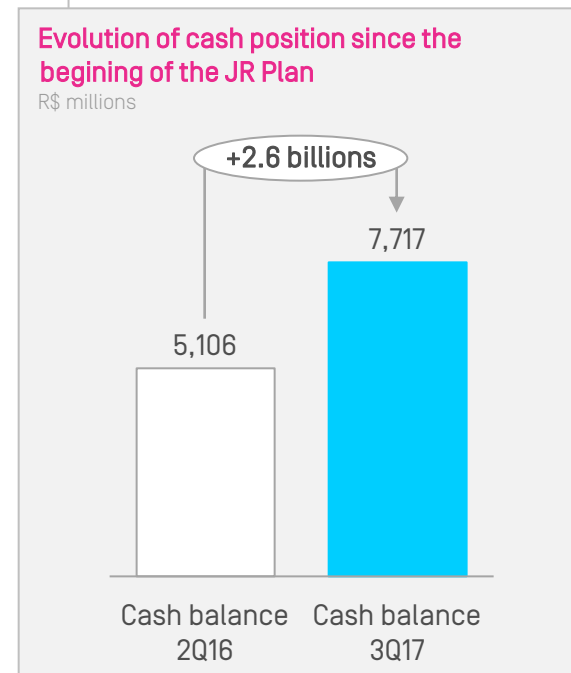 Evolution of cash position since the
begining of the JR Plan
R$ millions
+2.6 billions
7,717
5,106
Cash balance
2Q16
Cash balance
3Q17